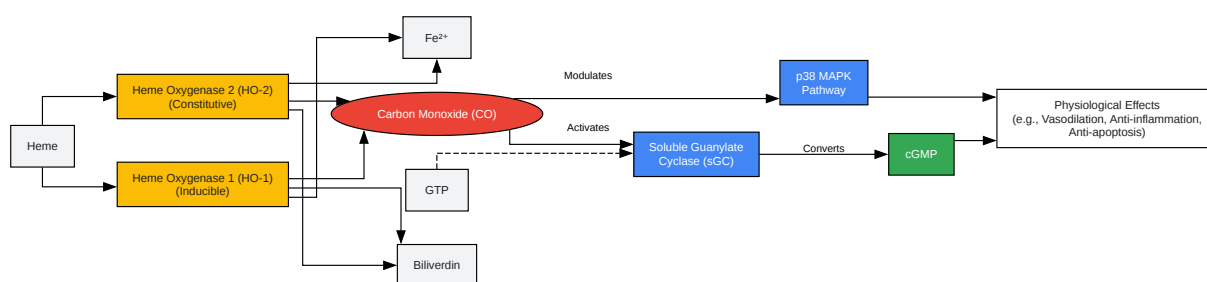 Fe²⁺
Modulates
p38 MAPK
Pathway
Heme Oxygenase 2 (HO-2)
(Constitutive)
Carbon Monoxide (CO)
Physiological Effects
(e.g., Vasodilation, Anti-inflammation,
Anti-apoptosis)
Activates
Heme
Soluble Guanylate
Cyclase (sGC)
Converts
cGMP
Heme Oxygenase 1 (HO-1)
(Inducible)
GTP
Biliverdin